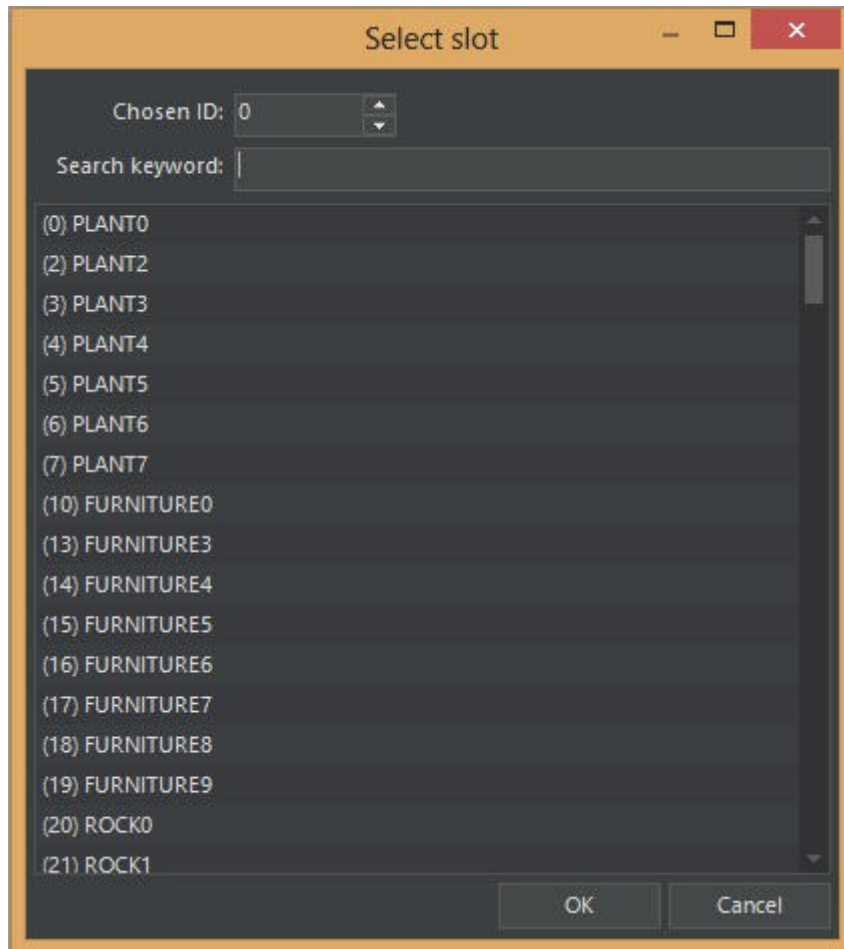 Select slot
Chosen ID: 0
Search keyword:
(0) PLANT0
(2) PLANT2
(3) PLANT3
(4) PLANT4
(5) PLANT5
(6) PLANT6
(7) PLANT7
(10) FURNITURE0
(13) FURNITURE3
(14) FURNITURE4
(15) FURNITURE5
(16) FURNITURE6
(17) FURNITURE7
(18) FURNITURE8
(19) FURNITURE9
(20) ROCK0
(21) ROCK1
OK Cancel